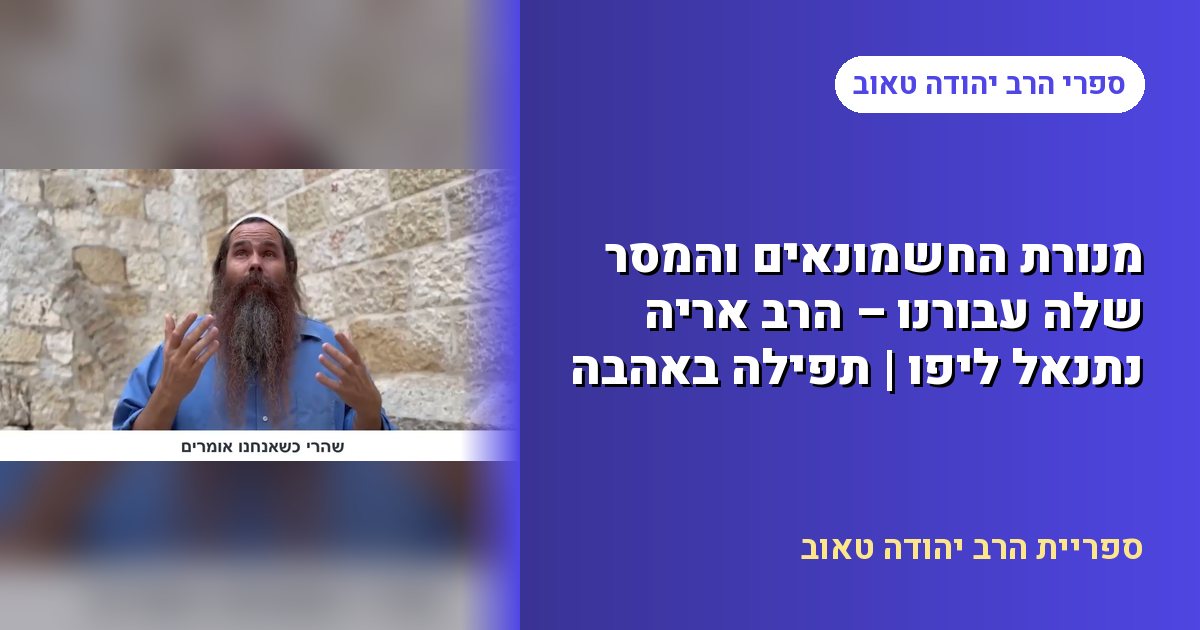 ספרי הרב יהודה טאוב
מנורת החשמונאים והמסר
שלה עבורנו – הרב אריה
נתנאל ליפו | תפילה באהבה
שהרי כשאנחנו אומרים
ספריית הרב יהודה טאוב